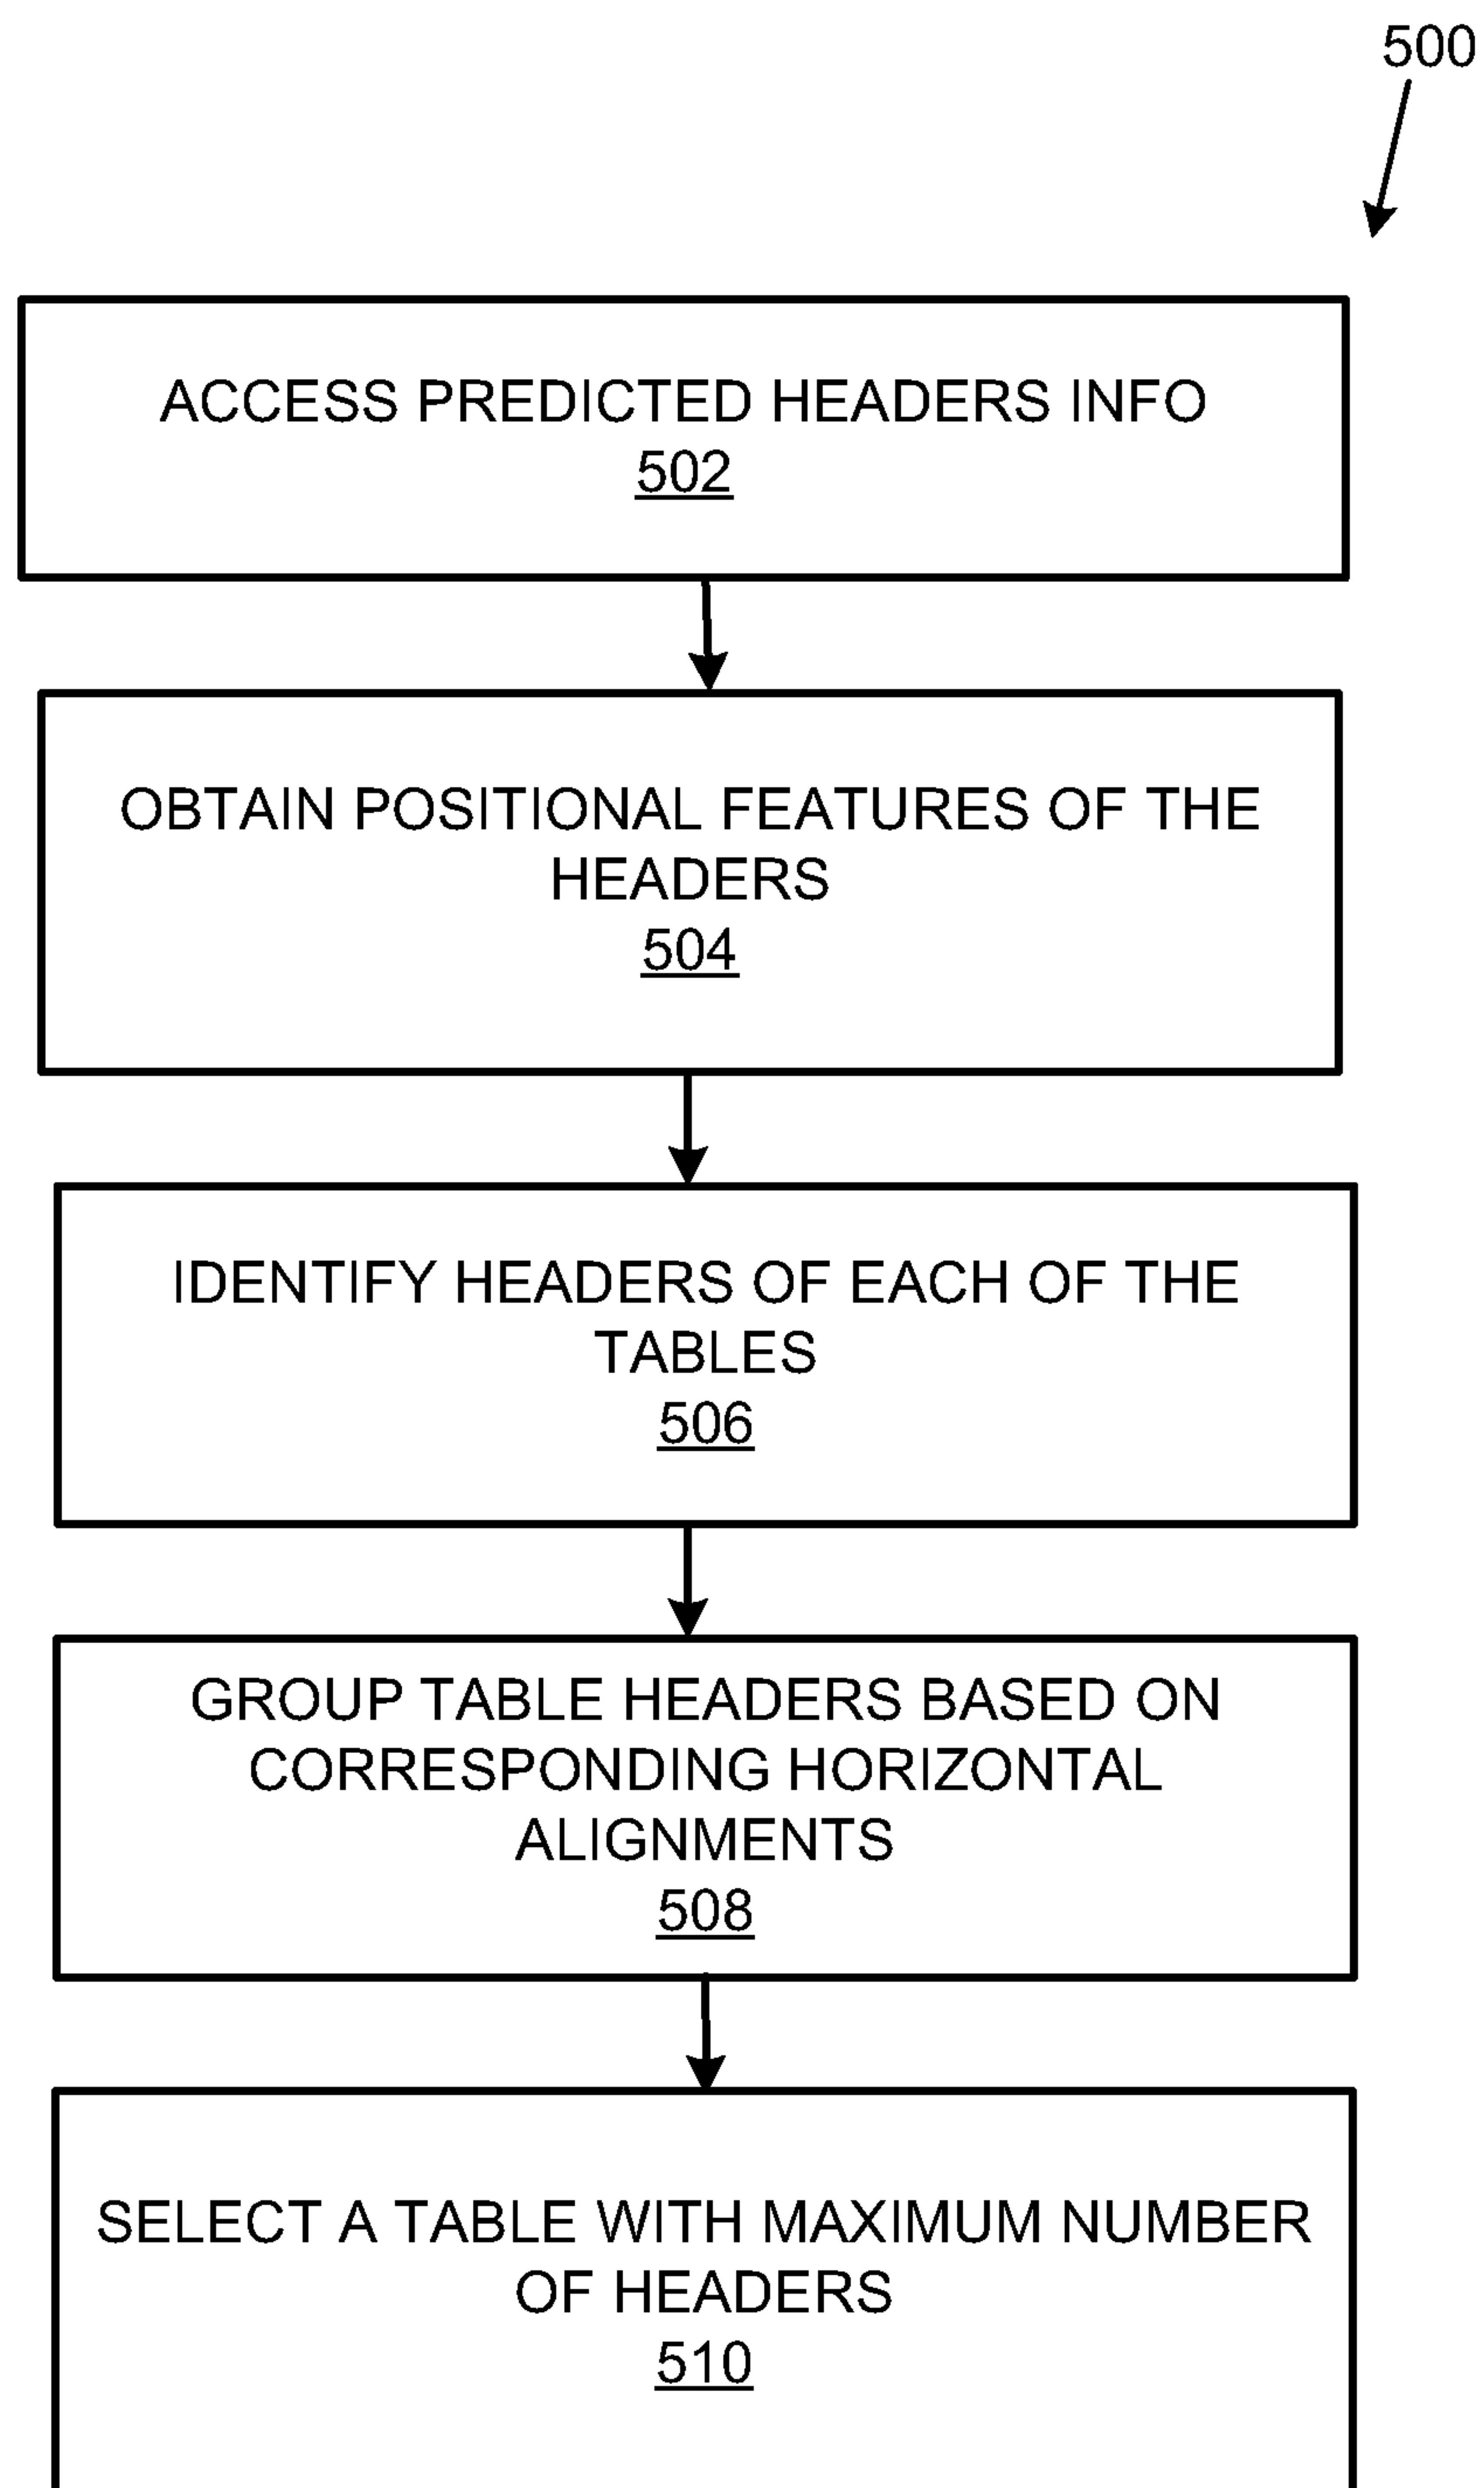 500
ACCESS PREDICTED HEADERS INFO
502
OBTAIN POSITIONAL FEATURES OF THE
HEADERS
504
IDENTIFY HEADERS OF EACH OF THE
TABLES
506
GROUP TABLE HEADERS BASED ON
CORRESPONDING HORIZONTAL
ALIGNMENTS
508
SELECT A TABLE WITH MAXIMUM NUMBER
OF HEADERS
510